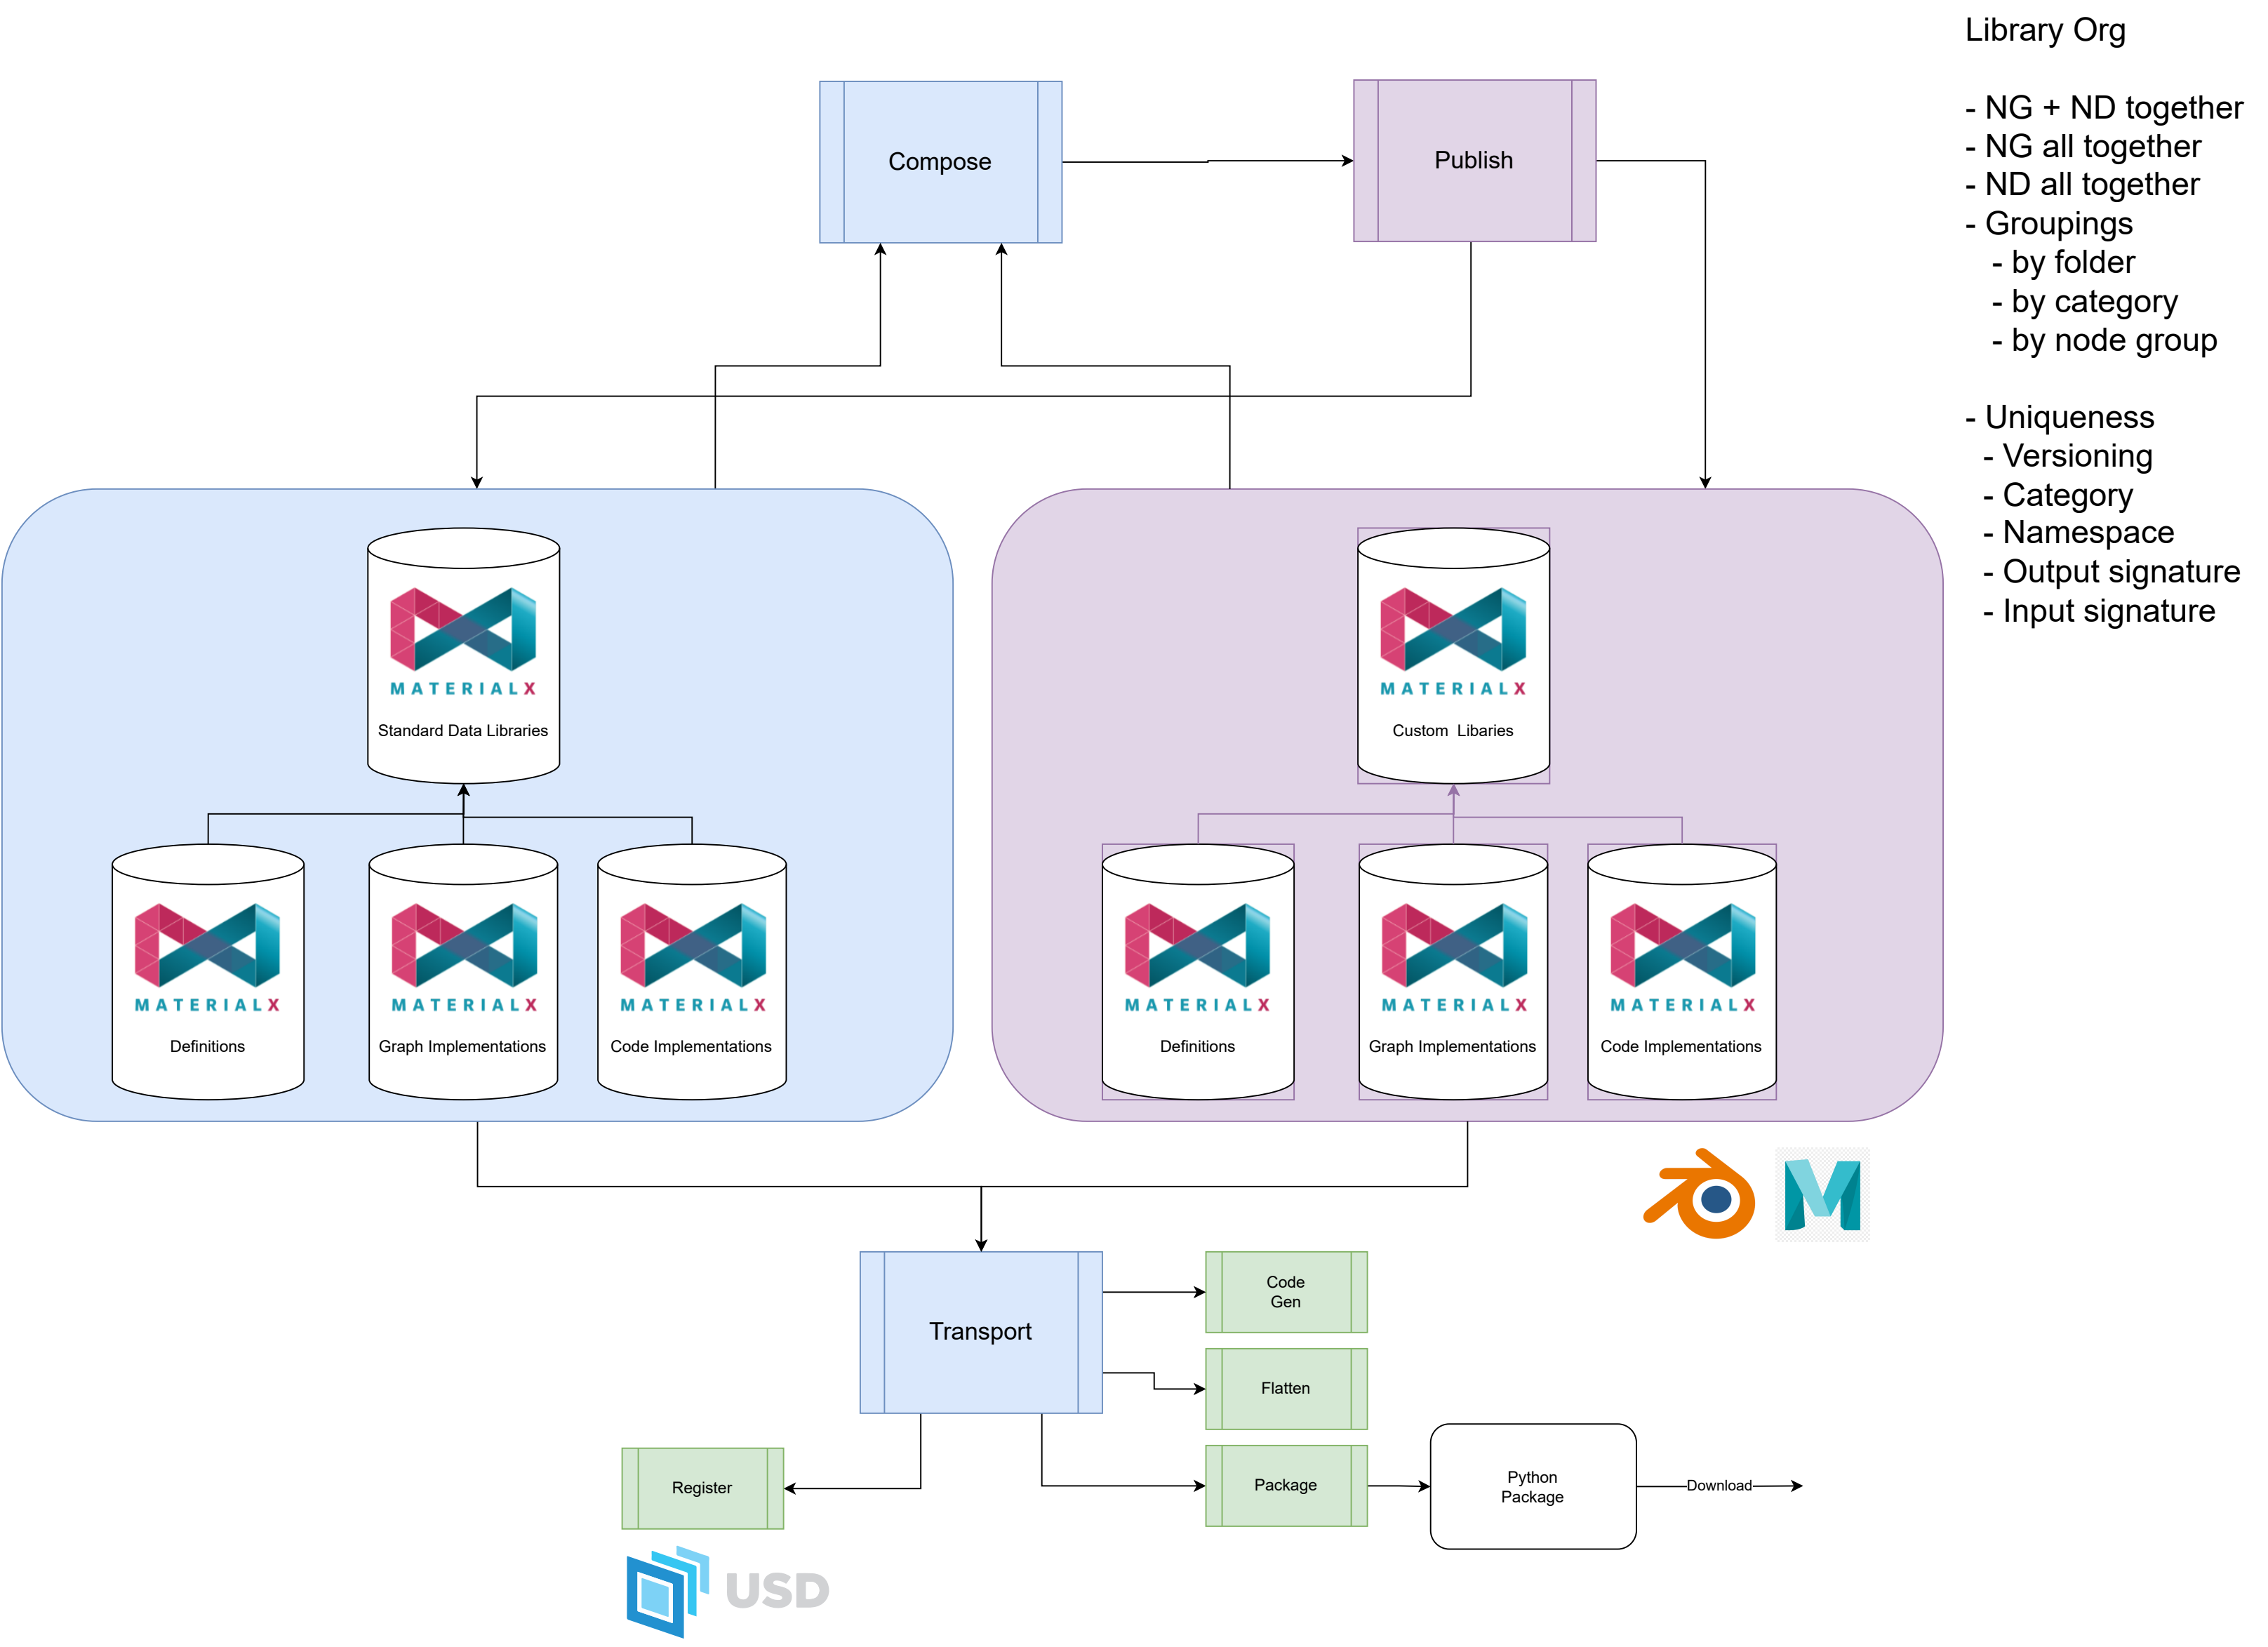 Library Org
- NG + ND together
- NG all together
- ND all together
- Groupings
- by folder
- by category
- by node group
- Uniqueness
- Versioning
- Category
- Namespace
- Output signature
- Input signature
Compose
Publish
MATERIALX
Standard Data Libraries
MATERIALX
Definitions
MATERIALX
Graph Implementations
MATERIALX
Code Implementations
MATERIALX
Custom  Libaries
MATERIALX
Definitions
MATERIALX
Graph Implementations
MATERIALX
Code Implementations
Transport
Code
Gen
Flatten
Package
Python
Package
Download
Register
USD